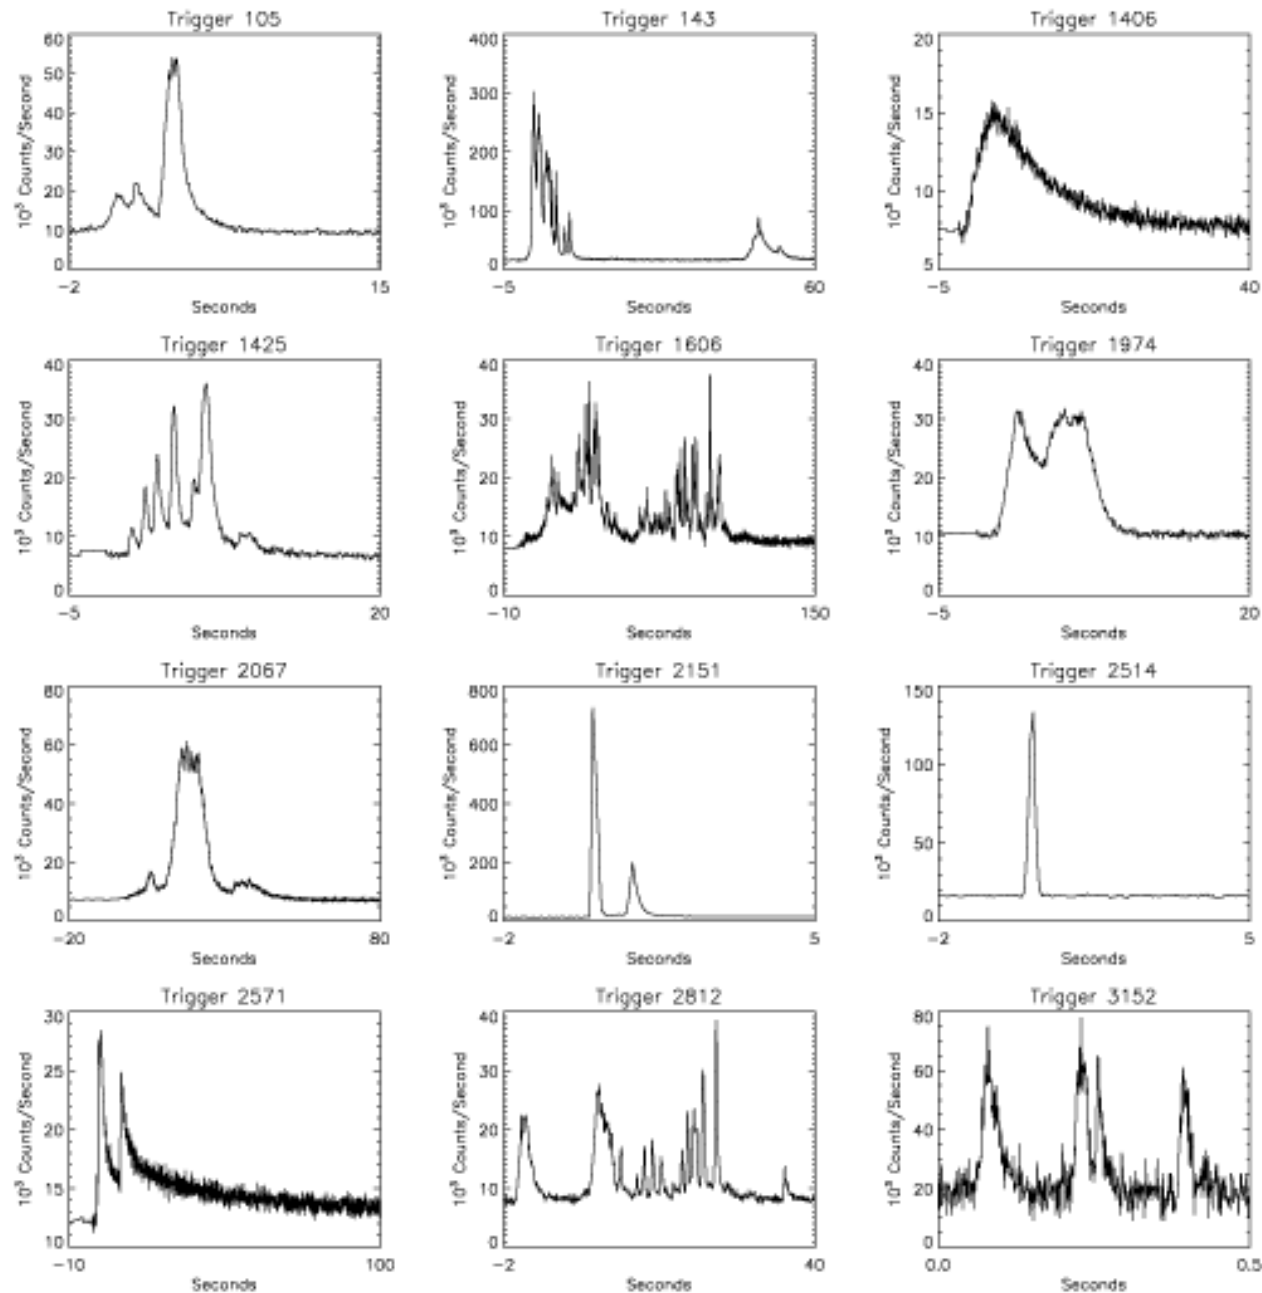 Trigger 105
60
50
40
30
20
10
0
10³ Counts/Second
-2
15
Seconds
Trigger 143
400
300
200
100
0
10³ Counts/Second
-5
60
Seconds
Trigger 1406
20
15
10
5
10³ Counts/Second
-5
40
Seconds
Trigger 1425
40
30
20
10
0
10³ Counts/Second
-5
20
Seconds
Trigger 1606
40
30
20
10
0
10³ Counts/Second
-10
150
Seconds
Trigger 1974
40
30
20
10
0
10³ Counts/Second
-5
20
Seconds
Trigger 2067
80
60
40
20
0
10³ Counts/Second
-20
80
Seconds
Trigger 2151
800
600
400
200
0
10³ Counts/Second
-2
5
Seconds
Trigger 2514
150
100
50
0
10³ Counts/Second
-2
5
Seconds
Trigger 2571
30
25
20
15
10
10³ Counts/Second
-10
100
Seconds
Trigger 2812
40
30
20
10
0
10³ Counts/Second
-2
40
Seconds
Trigger 3152
80
60
40
20
0
10³ Counts/Second
0.0
0.5
Seconds